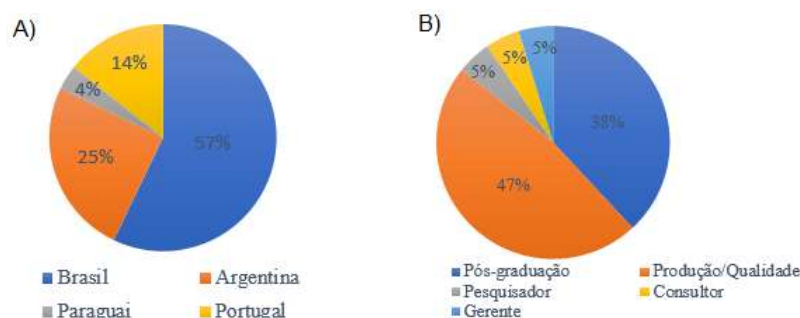 A)
14%
4%
25%
57%
Brasil
Argentina
Paraguai
Portugal
B)
5%
5%
5%
38%
47%
Pós-graduação
Produção/Qualidade
Pesquisador
Consultor
Gerente